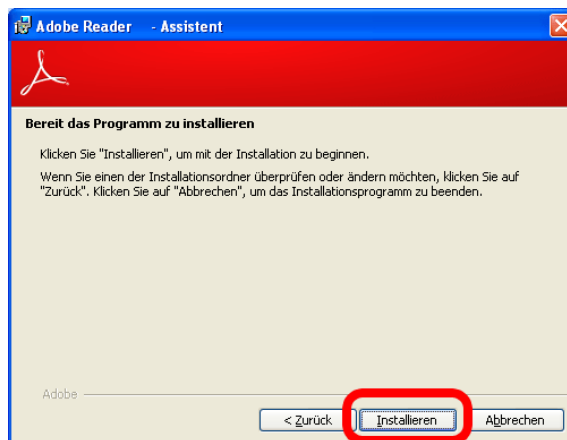 Adobe Reader - Assistent
Bereit das Programm zu installieren
Klicken Sie "Installieren", um mit der Installation zu beginnen.
Wenn Sie einen der Installationsordner überprüfen oder ändern möchten, klicken Sie auf
"Zurück". Klicken Sie auf "Abbrechen", um das Installationsprogramm zu beenden.
Adobe
< Zurück Installieren Abbrechen